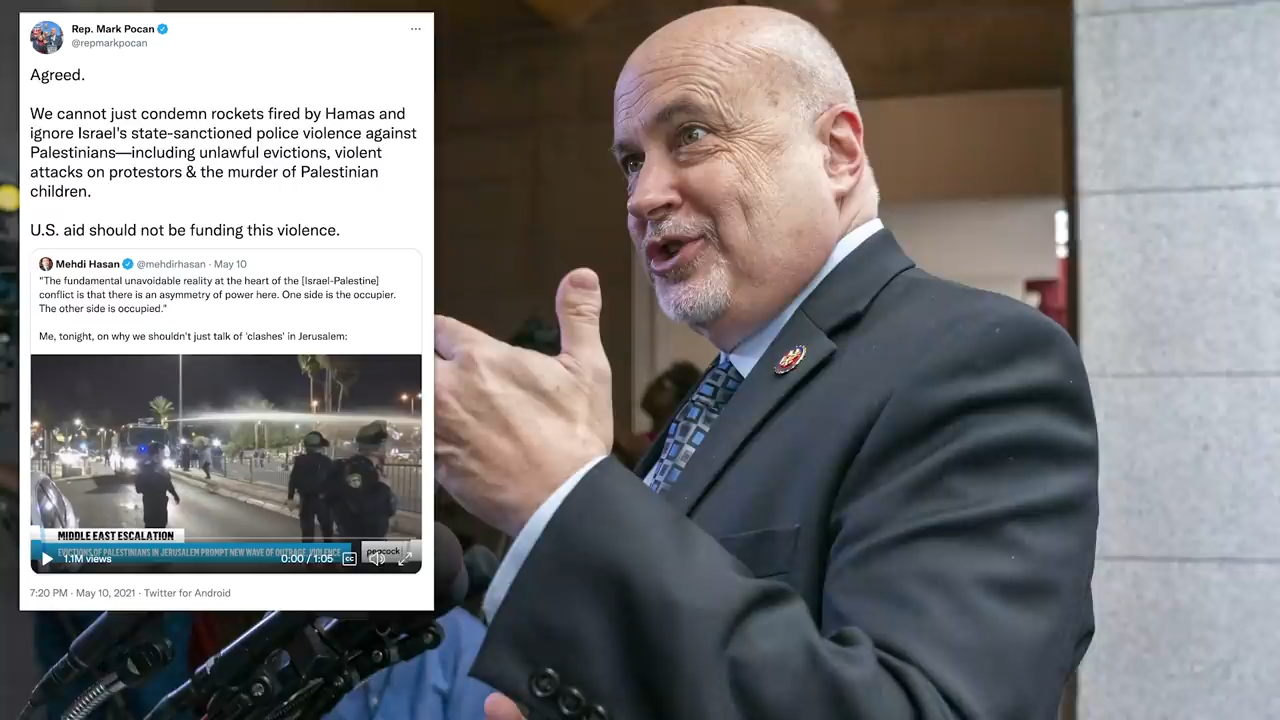 Rep. Mark Pocan
@repmarkpocan
Agreed.
We cannot just condemn rockets fired by Hamas and
ignore Israel's state-sanctioned police violence against
Palestinians—including unlawful evictions, violent
attacks on protestors & the murder of Palestinian
children.
U.S. aid should not be funding this violence.
Mehdi Hasan @mehdirhasan · May 10
"The fundamental unavoidable reality at the heart of the [Israel-Palestine]
conflict is that there is an asymmetry of power here. One side is the occupier.
The other side is occupied."
Me, tonight, on why we shouldn't just talk of 'clashes' in Jerusalem:
MIDDLE EAST ESCALATION
EVICTIONS OF PALESTINIANS IN JERUSALEM PROMPT NEW WAVE OF OUTRAGE, VIOLENCE
peacock
1.1M views
0:00 / 1:05
CC
7:20 PM · May 10, 2021 · Twitter for Android